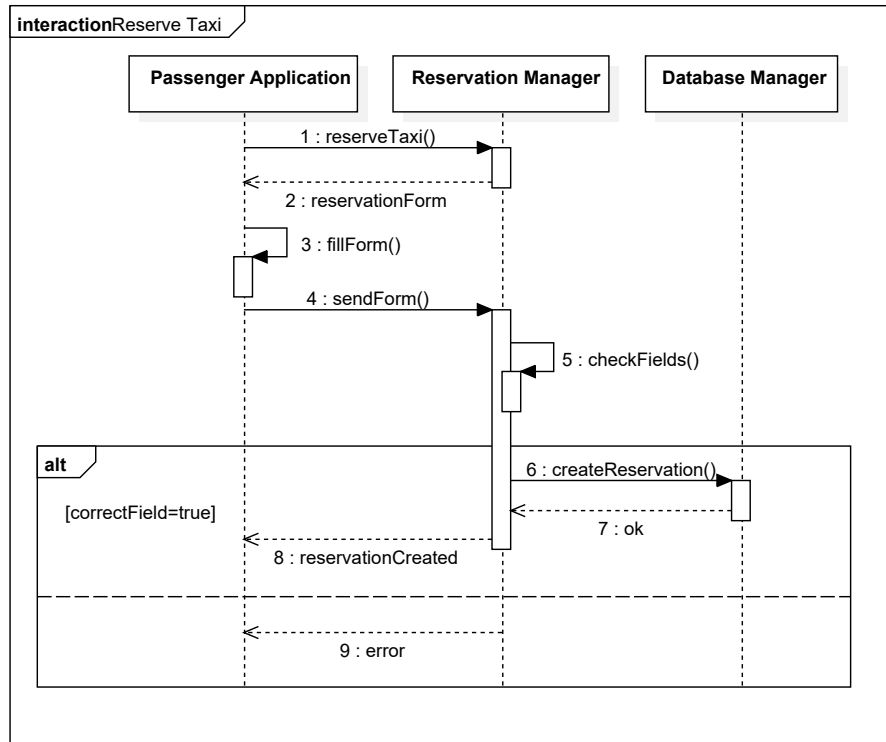 interactionReserve Taxi
Passenger Application
Reservation Manager
Database Manager
1 : reserveTaxi()
2 : reservationForm
3 : fillForm()
4 : sendForm()
5 : checkFields()
alt
6 : createReservation()
[correctField=true]
7 : ok
8 : reservationCreated
9 : error